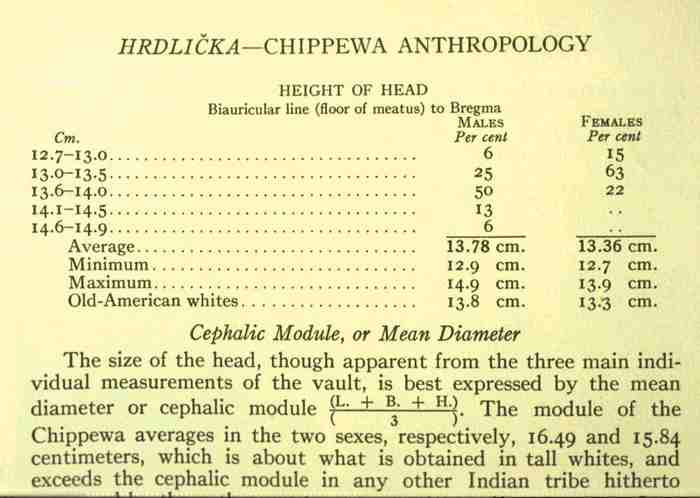 HRDLIČKA—CHIPPEWA ANTHROPOLOGY
HEIGHT OF HEAD
Biauricular line (floor of meatus) to Bregma
MALES FEMALES
Cm. Per cent Per cent
12.7–13.0 6 15
13.0–13.5 25 63
13.6–14.0 50 22
14.1–14.5 13 ..
14.6–14.9 6 ..
Average 13.78 cm. 13.36 cm.
Minimum 12.9 cm. 12.7 cm.
Maximum 14.9 cm. 13.9 cm.
Old-American whites 13.8 cm. 13.3 cm.
Cephalic Module, or Mean Diameter
The size of the head, though apparent from the three main indi-
vidual measurements of the vault, is best expressed by the mean
diameter or cephalic module (L. + B. + H.)/(3). The module of the
Chippewa averages in the two sexes, respectively, 16.49 and 15.84
centimeters, which is about what is obtained in tall whites, and
exceeds the cephalic module in any other Indian tribe hitherto